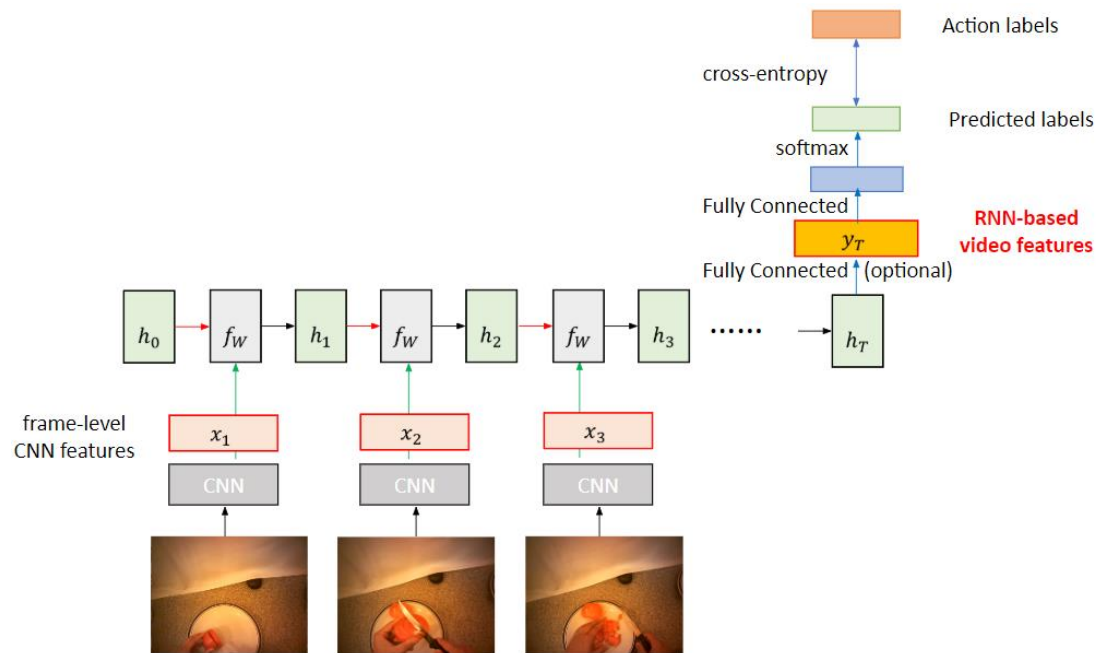 Action labels
cross-entropy
Predicted labels
softmax
Fully Connected
RNN-based
video features
y_T
Fully Connected (optional)
h_0
f_W
h_1
f_W
h_2
f_W
h_3
......
h_T
frame-level
CNN features
x_1
x_2
x_3
CNN
CNN
CNN